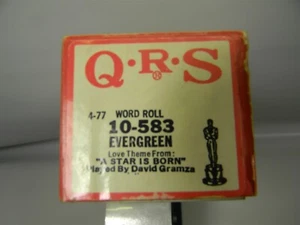 Q·R·S
4-77 WORD ROLL
10-583
EVERGREEN
Love Theme From:
"A STAR IS BORN"
Played By David Gramza